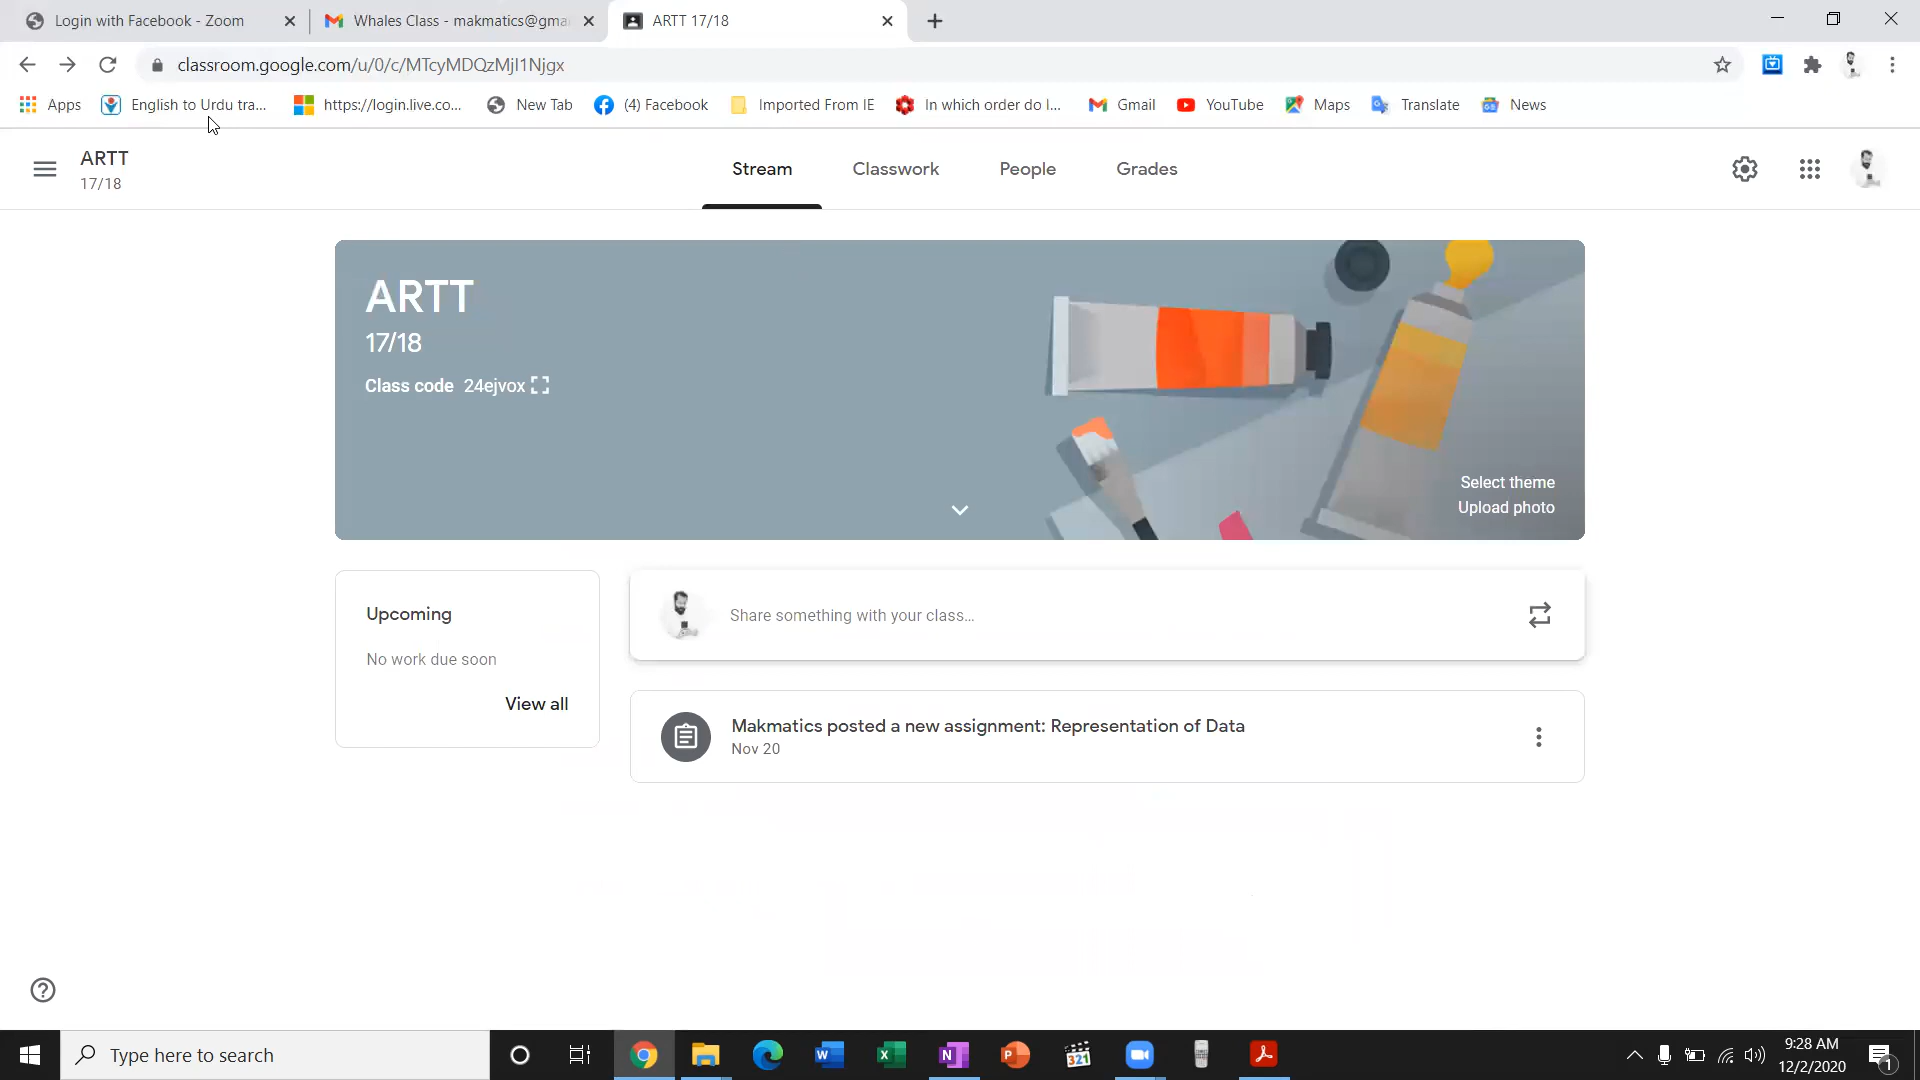 Login with Facebook - Zoom
Whales Class - makmatics@gma
ARTT 17/18
classroom.google.com/u/0/c/MTcyMDQzMjI1Njgx
Apps
English to Urdu tra...
https://login.live.co...
New Tab
(4) Facebook
Imported From IE
In which order do I...
Gmail
YouTube
Maps
Translate
News
ARTT
17/18
Stream
Classwork
People
Grades
ARTT
17/18
Class code 24ejvox
Select theme
Upload photo
Upcoming
No work due soon
View all
Share something with your class...
Makmatics posted a new assignment: Representation of Data
Nov 20
Type here to search
321
9:28 AM
12/2/2020
1